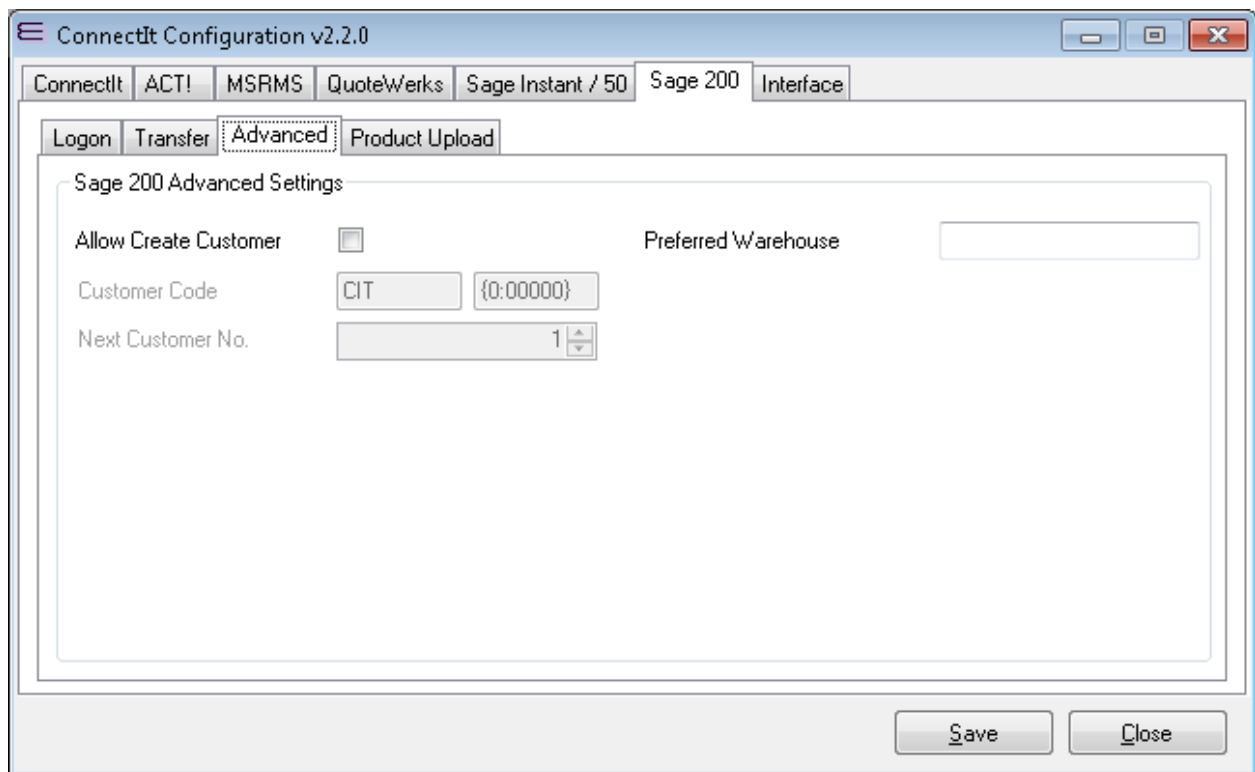 ConnectIt Configuration v2.2.0
ConnectIt ACT! MSRMS QuoteWerks Sage Instant / 50 Sage 200 Interface
Logon Transfer Advanced Product Upload
Sage 200 Advanced Settings
Allow Create Customer Preferred Warehouse
Customer Code CIT {0:00000}
Next Customer No. 1
Save Close